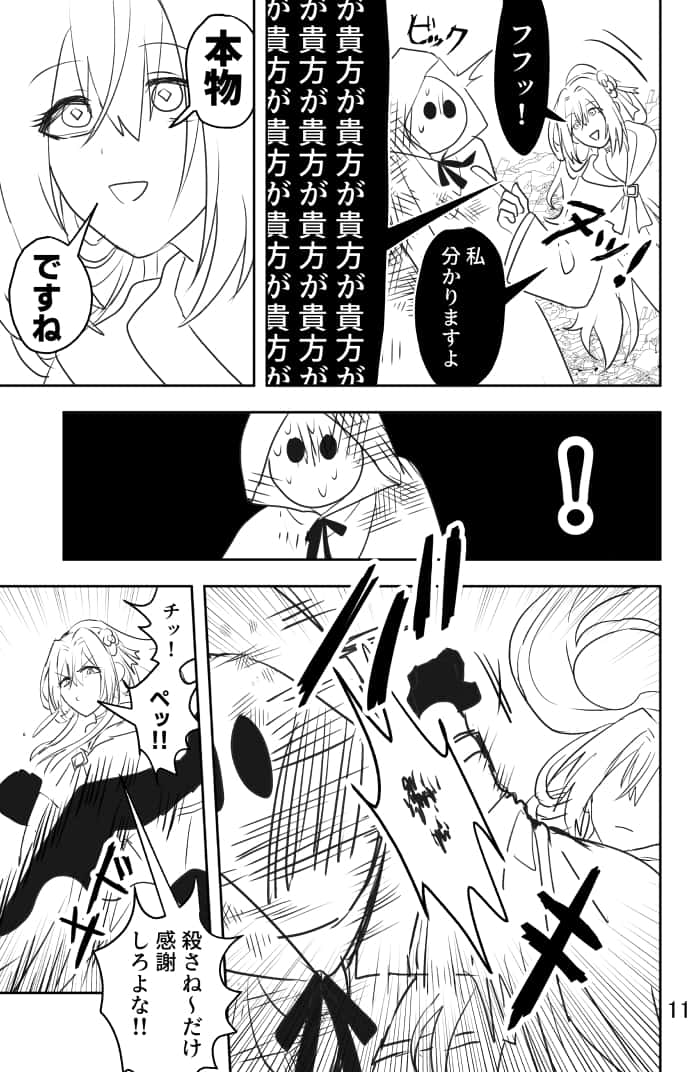 フフッ！
ビック
ヌッ！
私
分かりますよ
が貴方が貴方が貴方が貴方が
が貴方が貴方が貴方が貴方が
が貴方が貴方が貴方が貴方が
本物
ですね
！
チッ！
ペッ!!
ドサッ
殺さね～だけ
感謝
しろよな!!
11